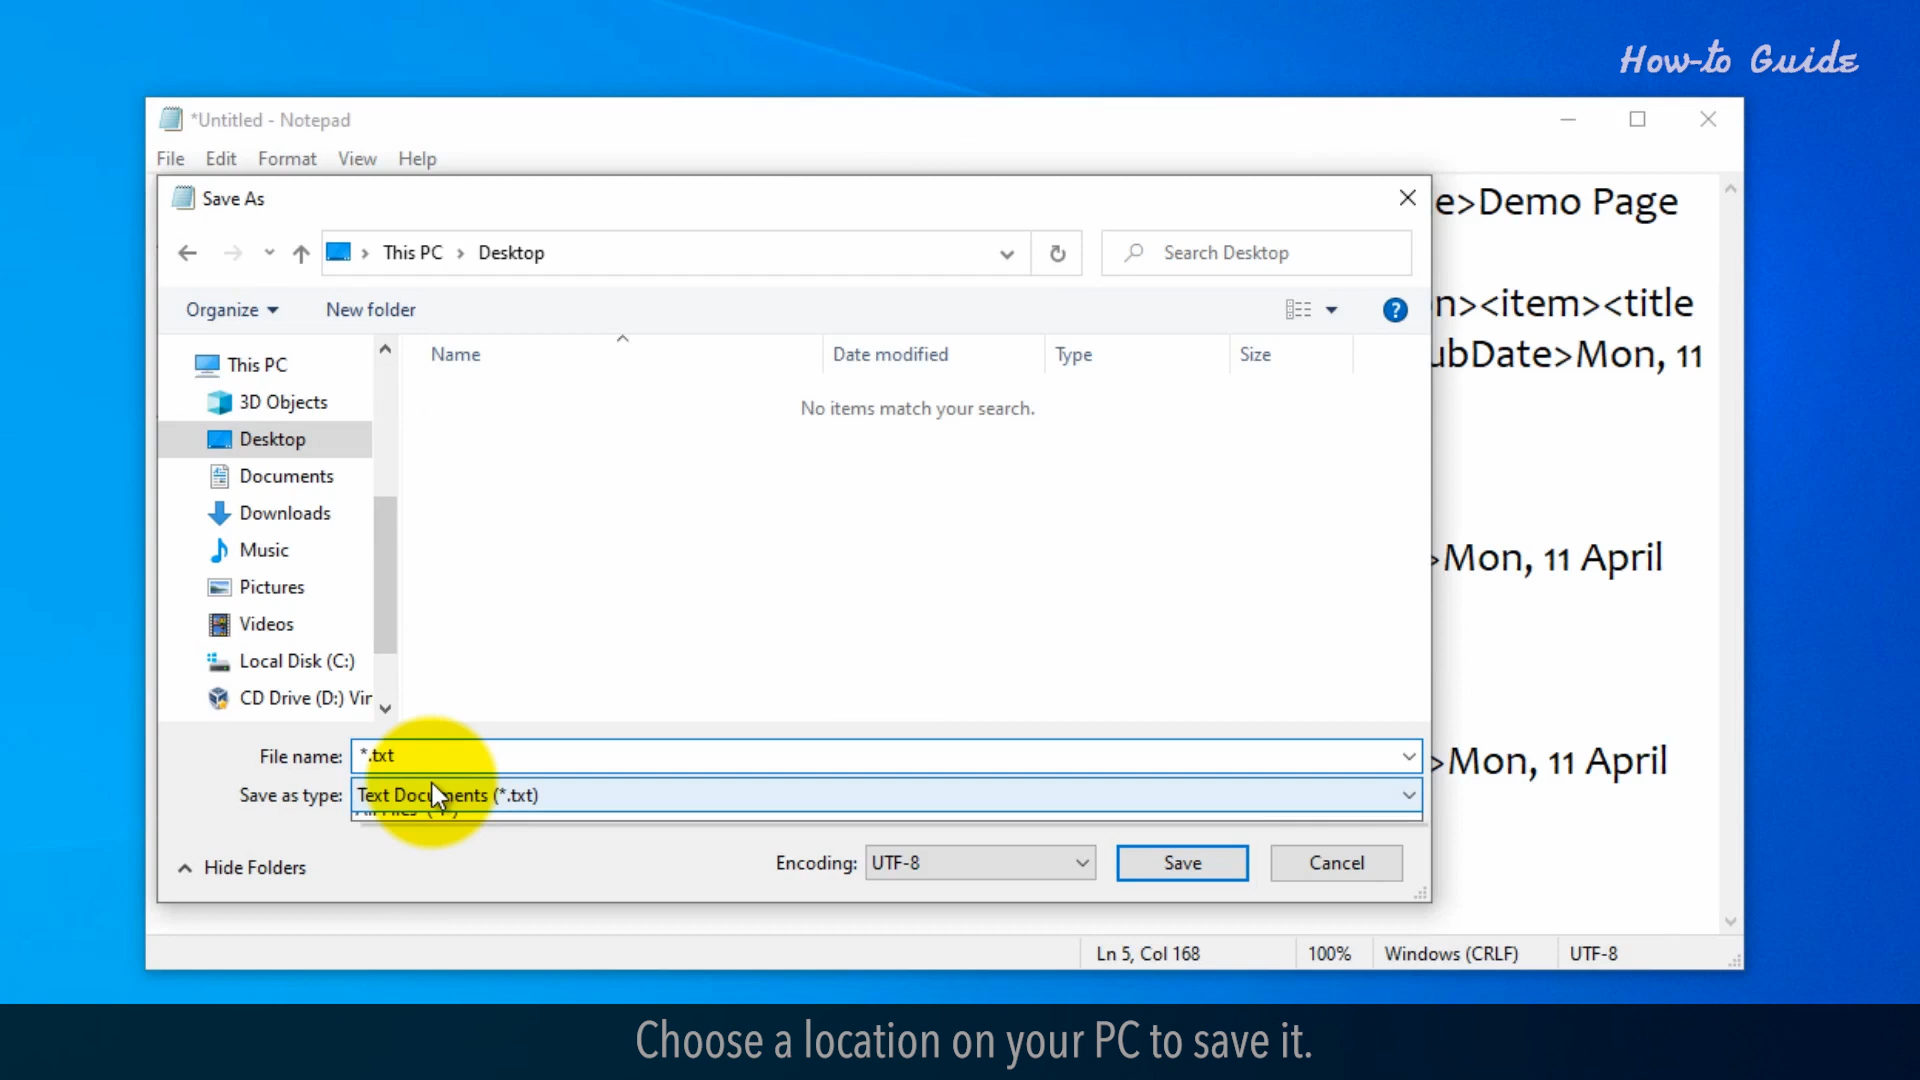 How-to Guide
*Untitled - Notepad
File Edit Format View Help
Save As
e>Demo Page
This PC Desktop
Search Desktop
Organize New folder
n><item><title
Name Date modified Type Size
ubDate>Mon, 11
This PC
3D Objects
No items match your search.
Desktop
Documents
Downloads
Music
>Mon, 11 April
Pictures
Videos
Local Disk (C:)
CD Drive (D:) Vir
File name: *.txt
>Mon, 11 April
Save as type: Text Documents (*.txt)
Hide Folders
Encoding: UTF-8 Save Cancel
Ln 5, Col 168 100% Windows (CRLF) UTF-8
Choose a location on your PC to save it.